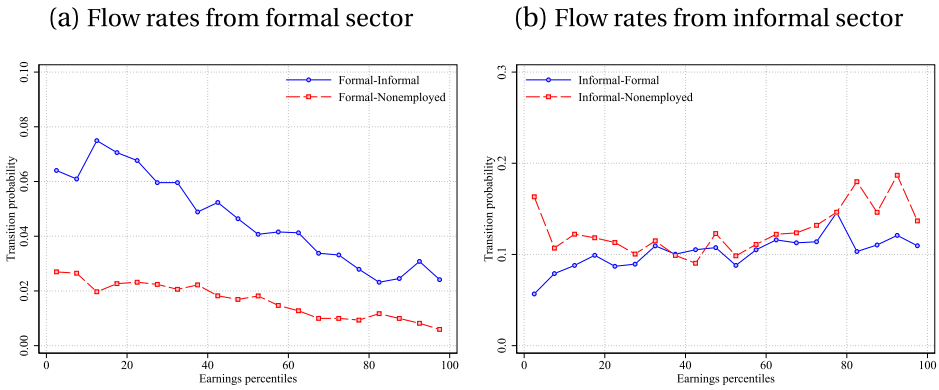 (a) Flow rates from formal sector
Formal-Informal
Formal-Nonemployed
Transition probability
0.10
0.08
0.06
0.04
0.02
0.00
0 20 40 60 80 100
Earnings percentiles
(b) Flow rates from informal sector
Informal-Formal
Informal-Nonemployed
Transition probability
0.3
0.2
0.1
0.0
0 20 40 60 80 100
Earnings percentiles